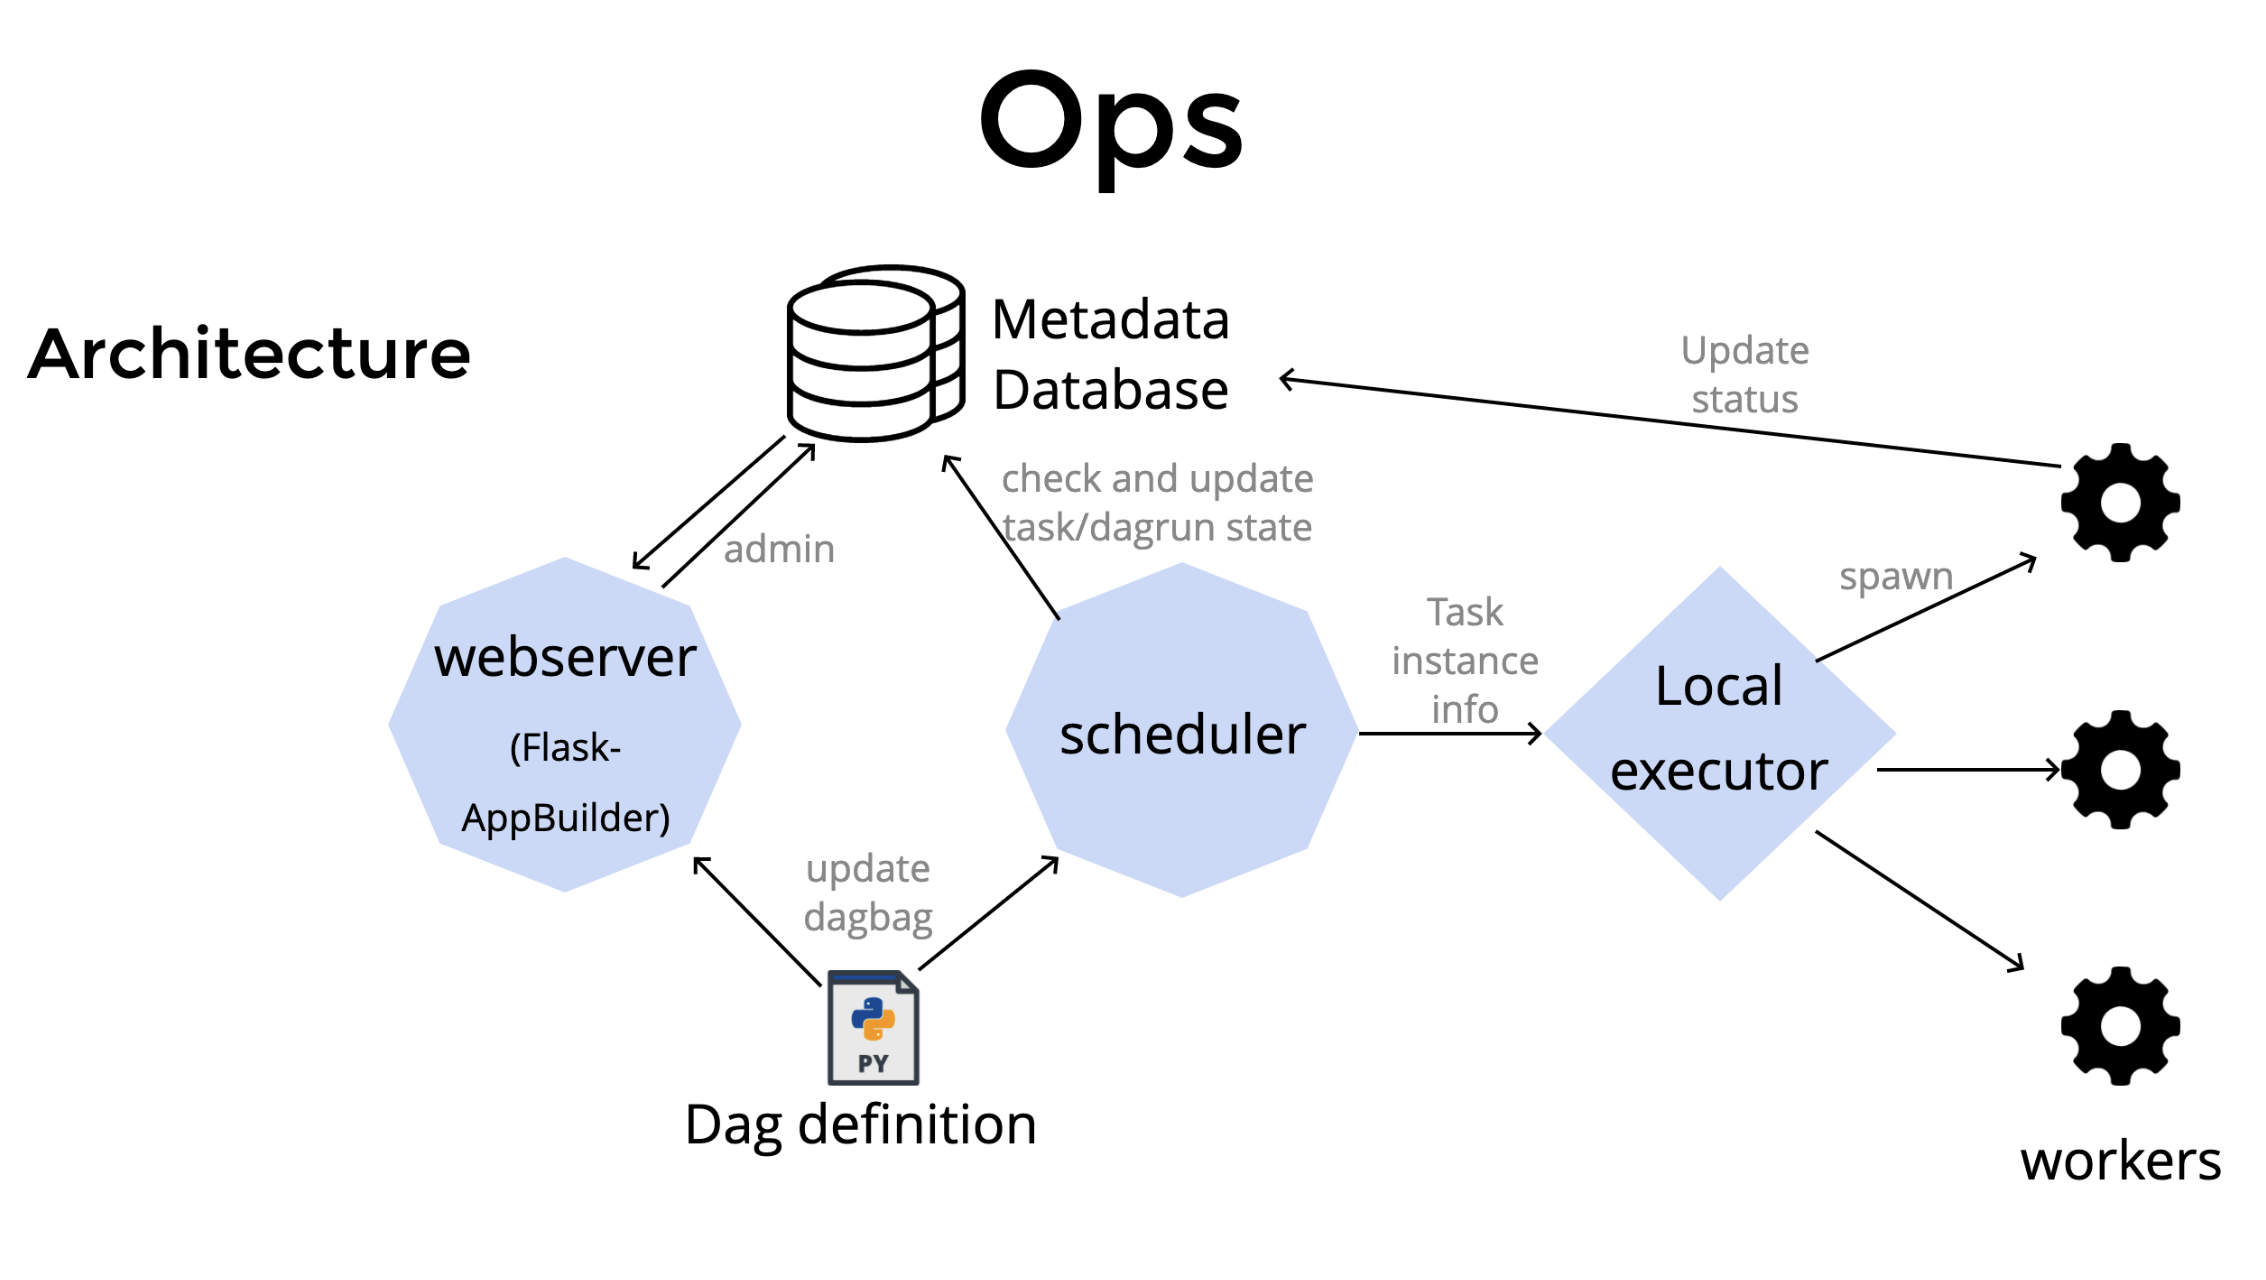 Ops
Architecture
Metadata
Database
Update
status
check and update
task/dagrun state
admin
spawn
webserver
(Flask-
AppBuilder)
scheduler
Task
instance
info
Local
executor
update
dagbag
PY
Dag definition
workers